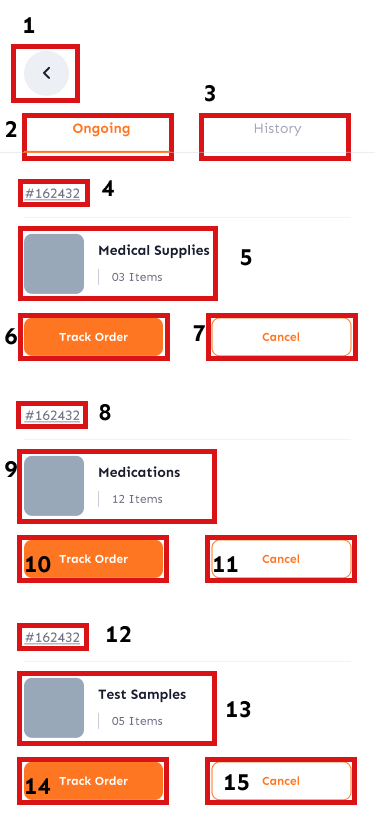 1
3
2 Ongoing History
#162432 4
Medical Supplies
5
03 Items
6 Track Order 7 Cancel
#162432 8
9 Medications
12 Items
10 Track Order 11 Cancel
#162432 12
Test Samples
13
05 Items
14 Track Order 15 Cancel